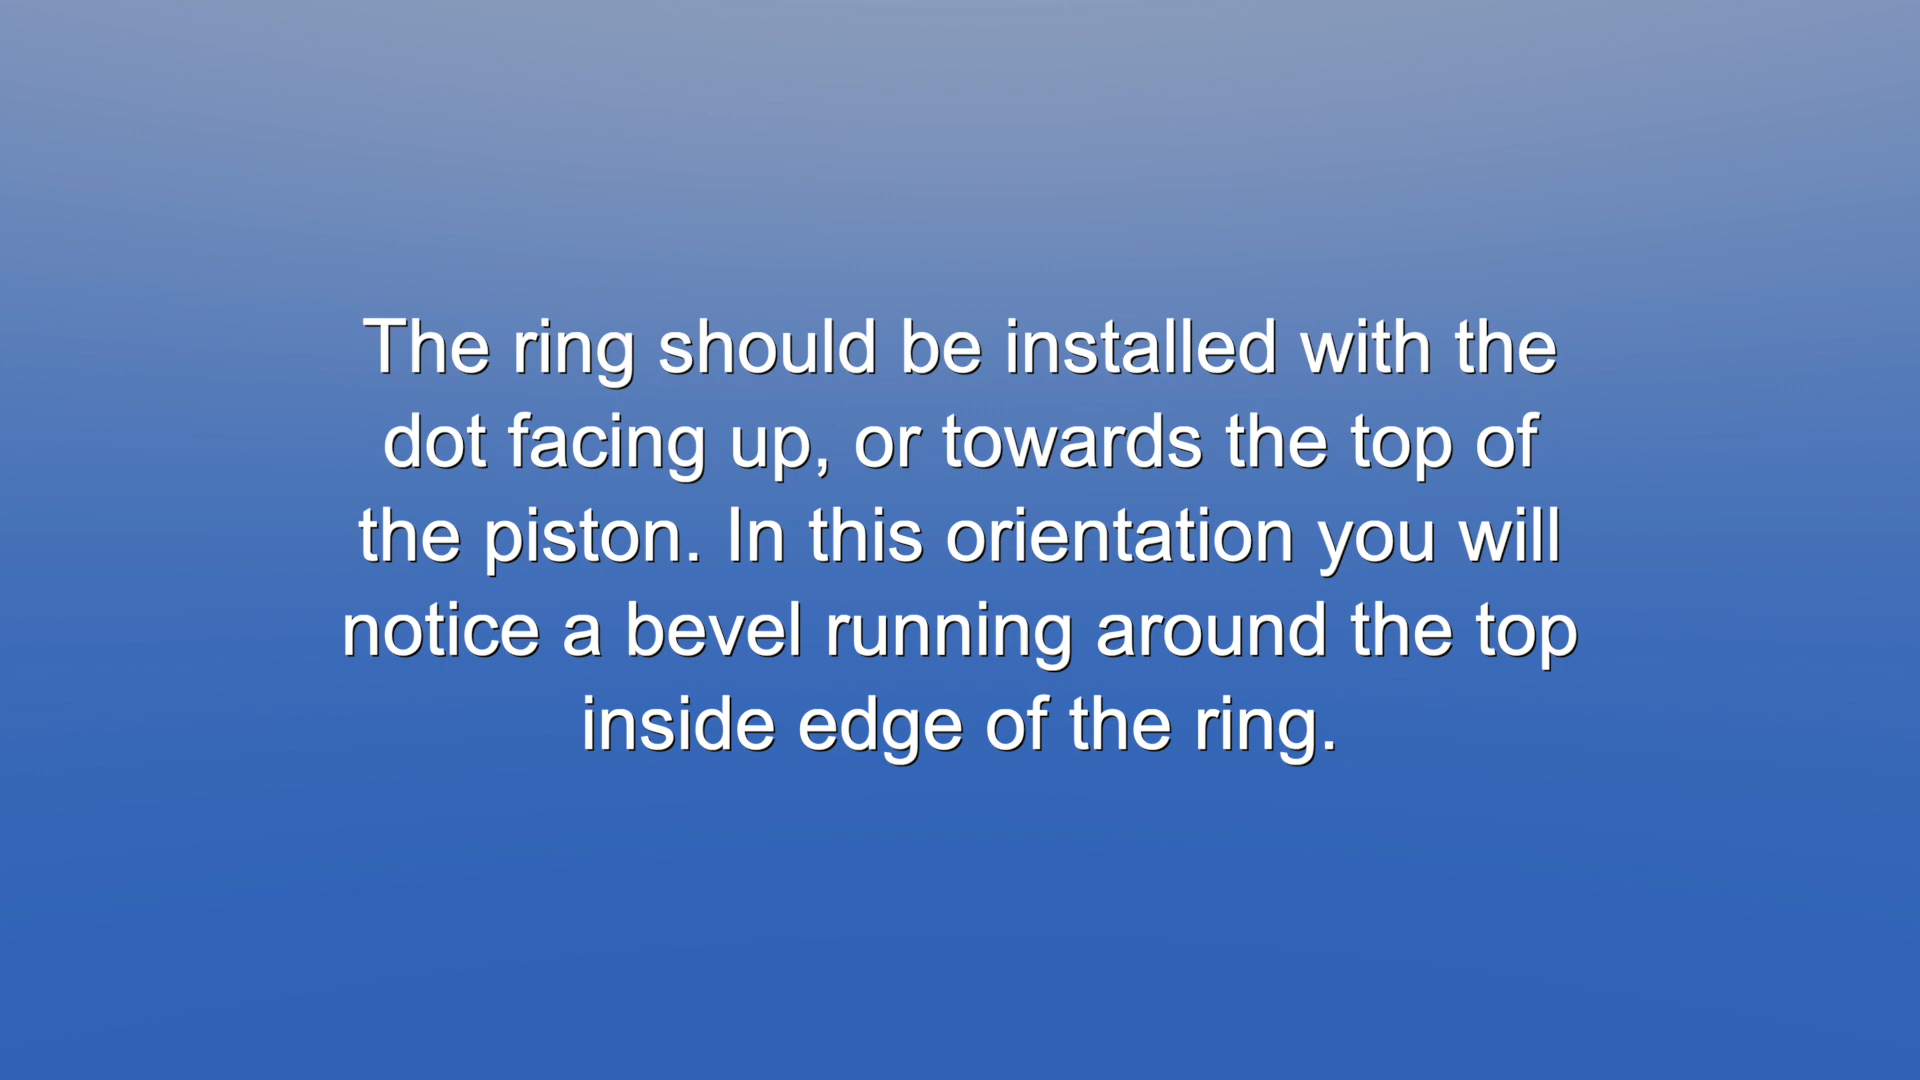 The ring should be installed with the
dot facing up, or towards the top of
the piston. In this orientation you will
notice a bevel running around the top
inside edge of the ring.